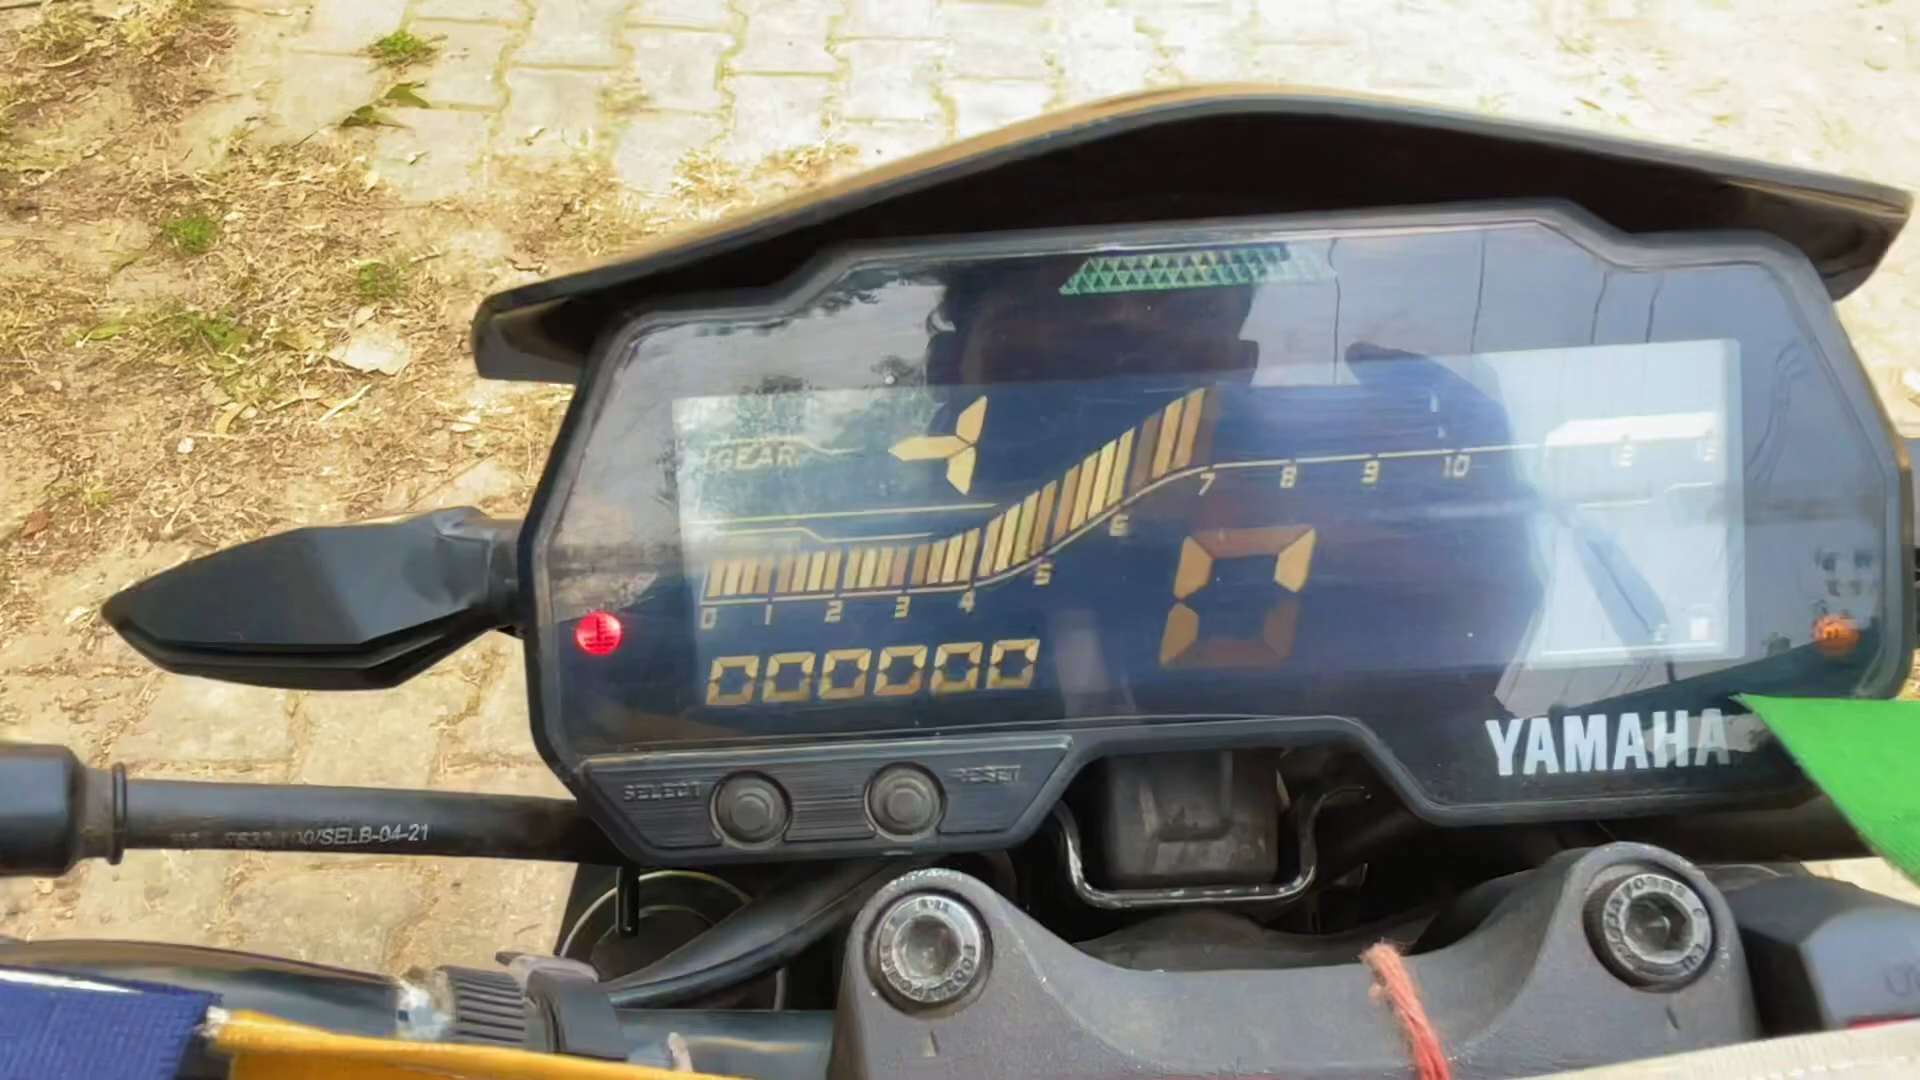 GEAR
4
0 1 2 3 4 5 6 7 8 9 10
0
000000
YAMAHA
SELECT RESET
/SELB-04-21